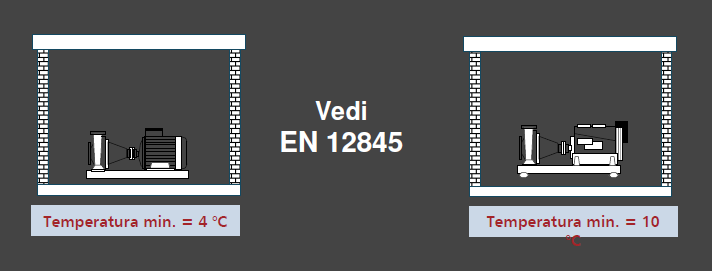 Vedi
EN 12845
Temperatura min. = 4 °C
Temperatura min. = 10
°C